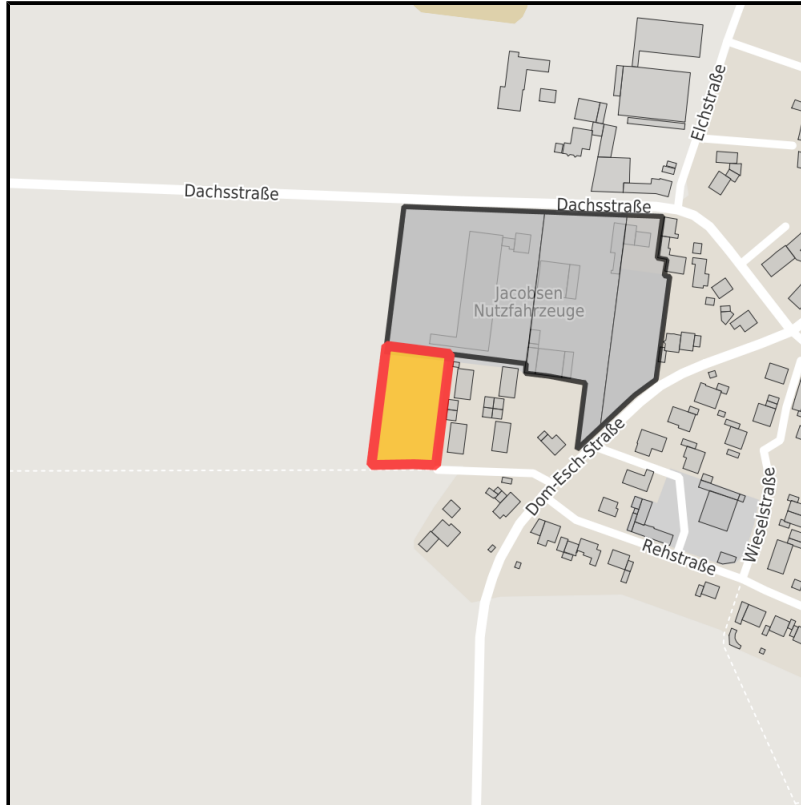 Elchstraße
Dachsstraße
Dachsstraße
Jacobsen
Nutzfahrzeuge
Dom-Esch-Straße
Wieselstraße
Rehstraße